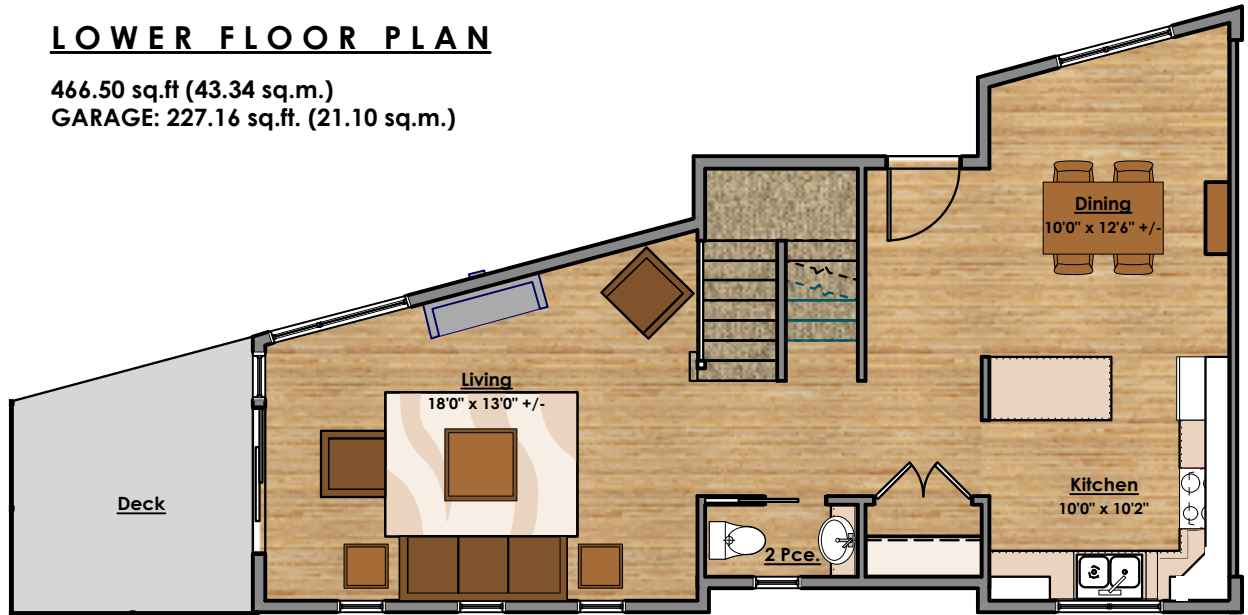 LOWER FLOOR PLAN
466.50 sq.ft (43.34 sq.m.)
GARAGE: 227.16 sq.ft. (21.10 sq.m.)
Dining
10'0" x 12'6" +/-
Living
18'0" x 13'0" +/-
Deck
Kitchen
10'0" x 10'2"
2 Pce.